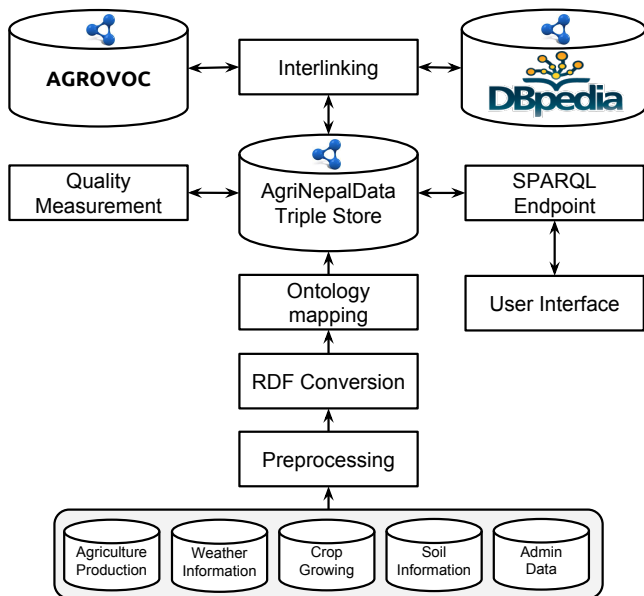 AGROVOC
Interlinking
DBpedia
Quality
Measurement
AgriNepalData
Triple Store
SPARQL
Endpoint
Ontology
mapping
User Interface
RDF Conversion
Preprocessing
Agriculture
Production
Weather
Information
Crop
Growing
Soil
Information
Admin
Data